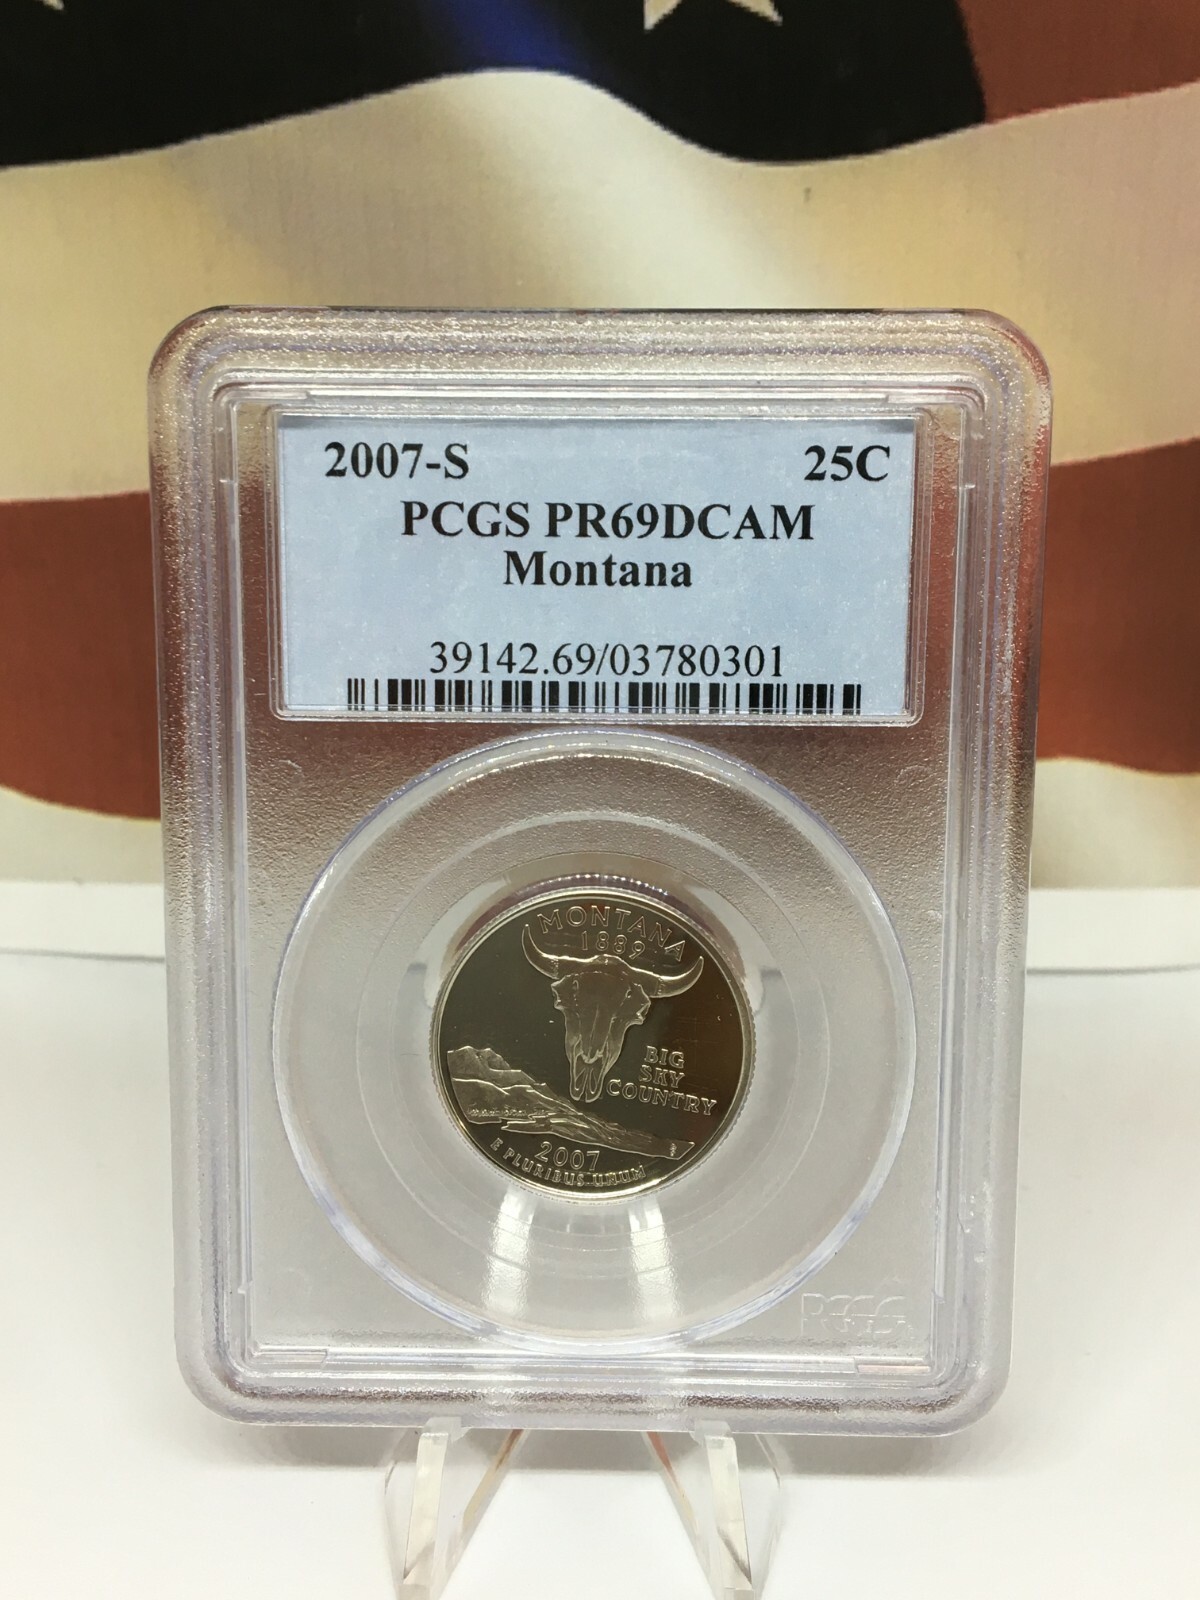 2007-S 25C
PCGS PR69DCAM
Montana
39142.69/03780301
MONTANA
1889
BIG
SKY
COUNTRY
2007
E PLURIBUS UNUM
PCGS